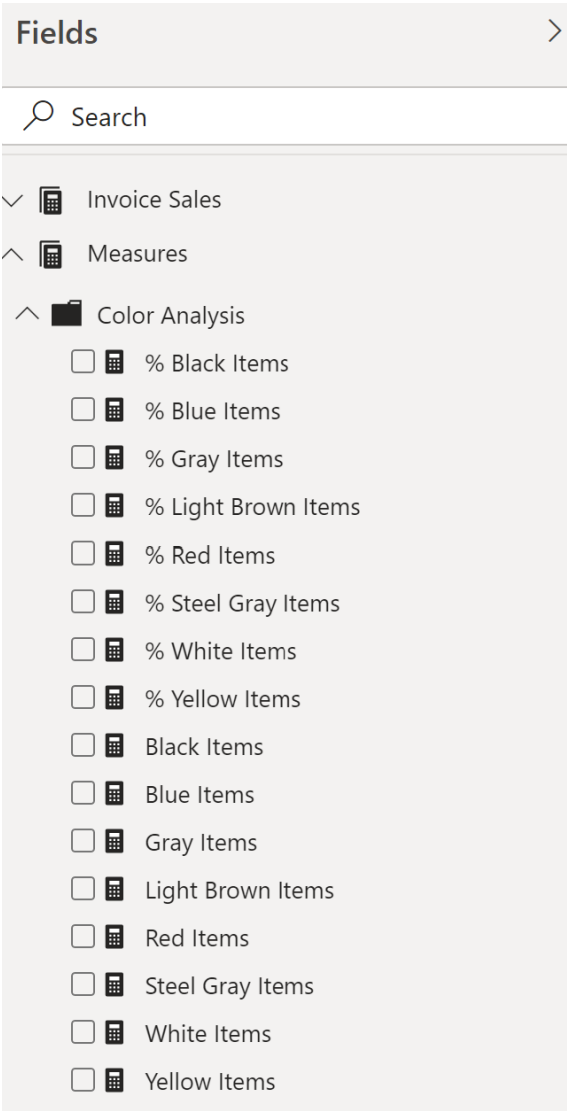 Fields
Search
Invoice Sales
Measures
Color Analysis
% Black Items
% Blue Items
% Gray Items
% Light Brown Items
% Red Items
% Steel Gray Items
% White Items
% Yellow Items
Black Items
Blue Items
Gray Items
Light Brown Items
Red Items
Steel Gray Items
White Items
Yellow Items